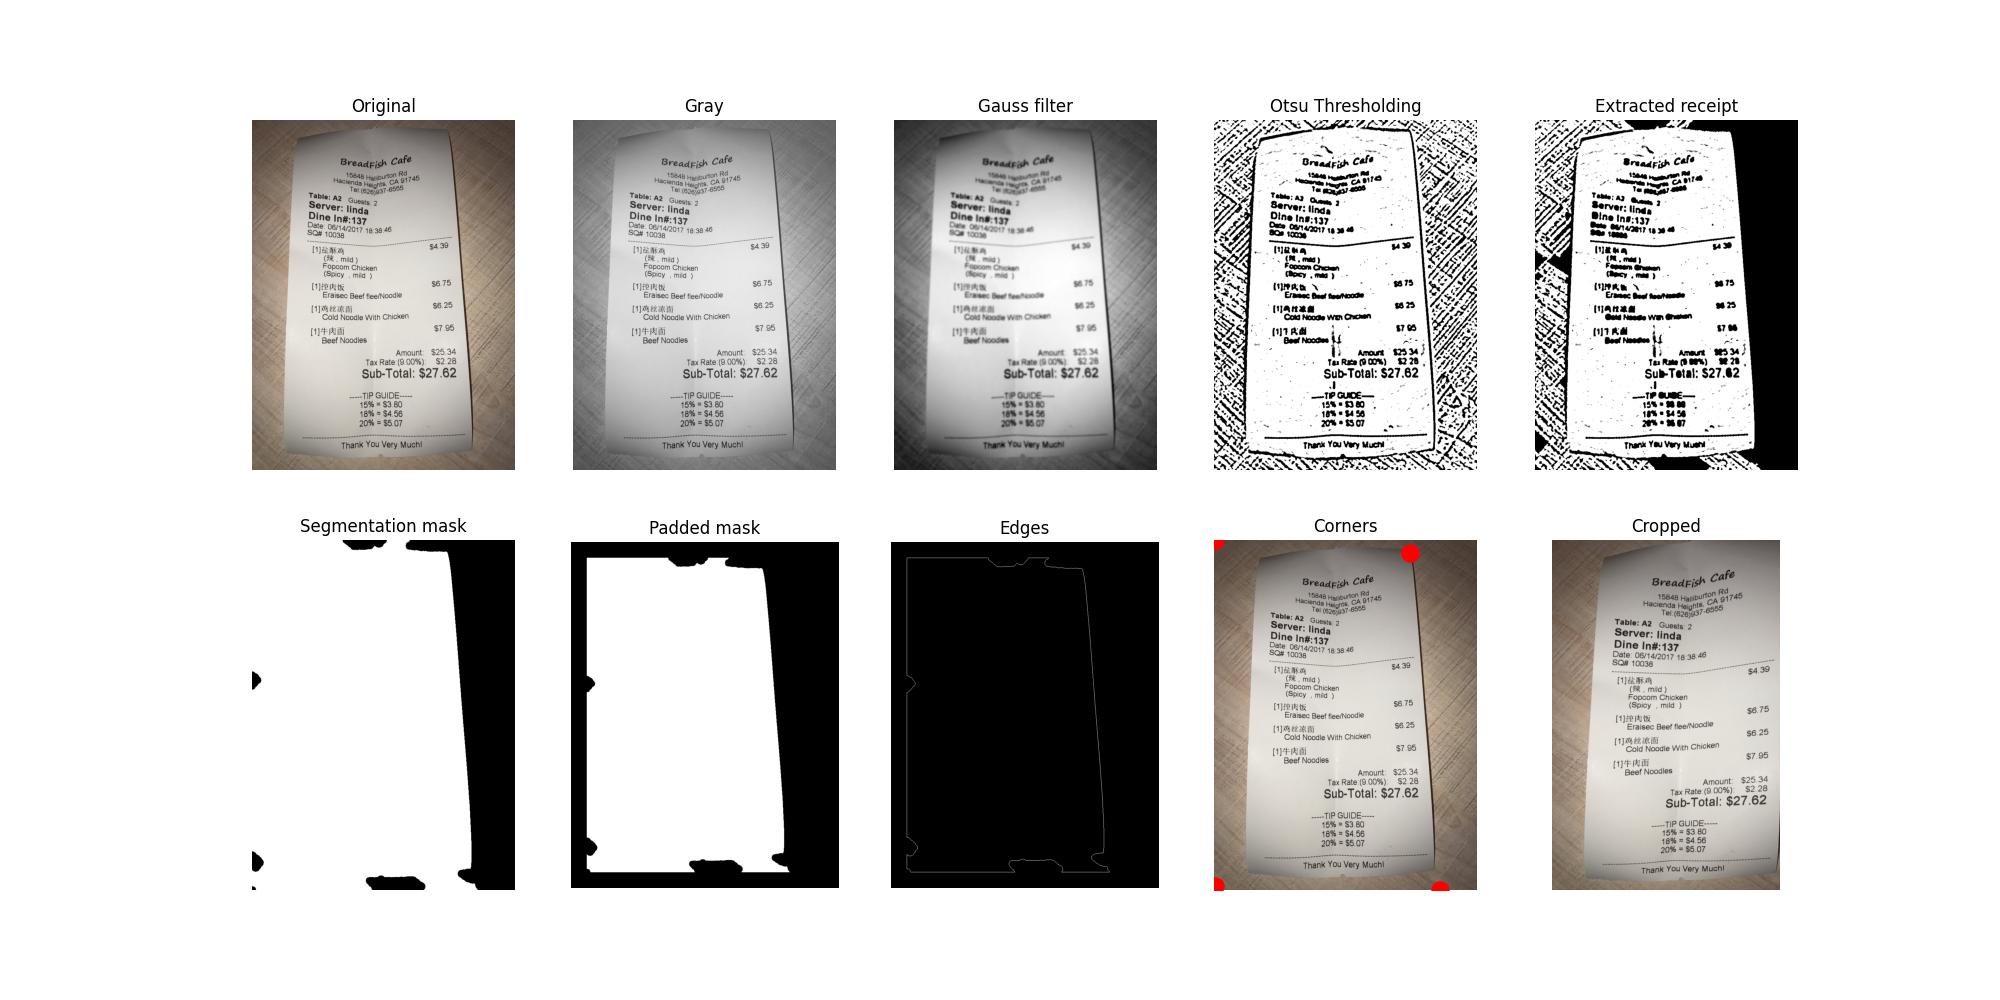 Original
Gray
Gauss filter
Otsu Thresholding
Extracted receipt
BreadFish Cafe
15848 Halliburton Rd
Hacienda Heights, CA 91745
Tel:(626)937-6555
Table: A2 Guests: 2
Server: linda
Dine In#:137
Date: 06/14/2017 18:38:46
SQ# 10038
[1]盐酥鸡 $4.39
(辣 , mild )
Popcorn Chicken
(Spicy , mild )
[1]控肉饭 $6.75
Eraisec Beef flee/Noodle
[1]鸡丝凉面 $6.25
Cold Noodle With Chicken
[1]牛肉面 $7.95
Beef Noodles
Amount: $25.34
Tax Rate (9.00%): $2.28
Sub-Total: $27.62
-----TIP GUIDE-----
15% = $3.80
18% = $4.56
20% = $5.07
Thank You Very Much!
Segmentation mask
Padded mask
Edges
Corners
Cropped